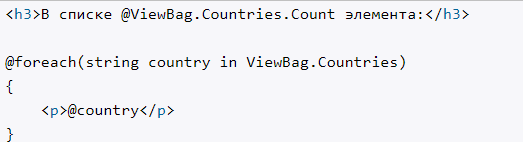 <h3>В списке @ViewBag.Countries.Count элемента:</h3>
@foreach(string country in ViewBag.Countries)
{
    <p>@country</p>
}